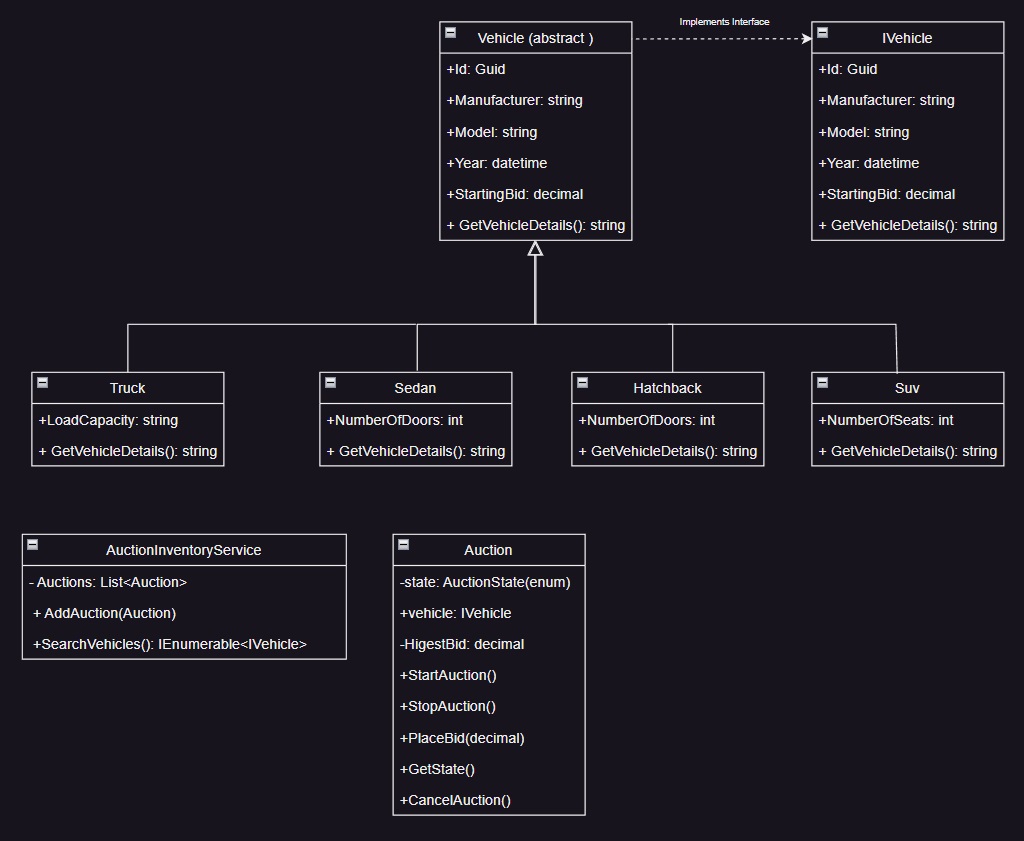 Implements Interface
Vehicle (abstract )
+Id: Guid
+Manufacturer: string
+Model: string
+Year: datetime
+StartingBid: decimal
+ GetVehicleDetails(): string
IVehicle
+Id: Guid
+Manufacturer: string
+Model: string
+Year: datetime
+StartingBid: decimal
+ GetVehicleDetails(): string
Truck
+LoadCapacity: string
+ GetVehicleDetails(): string
Sedan
+NumberOfDoors: int
+ GetVehicleDetails(): string
Hatchback
+NumberOfDoors: int
+ GetVehicleDetails(): string
Suv
+NumberOfSeats: int
+ GetVehicleDetails(): string
AuctionInventoryService
- Auctions: List<Auction>
+ AddAuction(Auction)
+SearchVehicles(): IEnumerable<IVehicle>
Auction
-state: AuctionState(enum)
+vehicle: IVehicle
-HigestBid: decimal
+StartAuction()
+StopAuction()
+PlaceBid(decimal)
+GetState()
+CancelAuction()